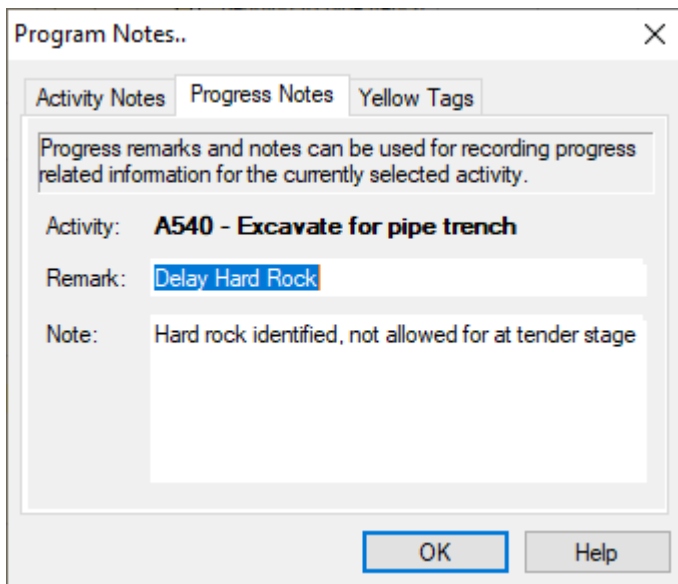 Program Notes..
Activity Notes Progress Notes Yellow Tags
Progress remarks and notes can be used for recording progress
related information for the currently selected activity.
Activity: A540 - Excavate for pipe trench
Remark: Delay Hard Rock
Note: Hard rock identified, not allowed for at tender stage
OK Help